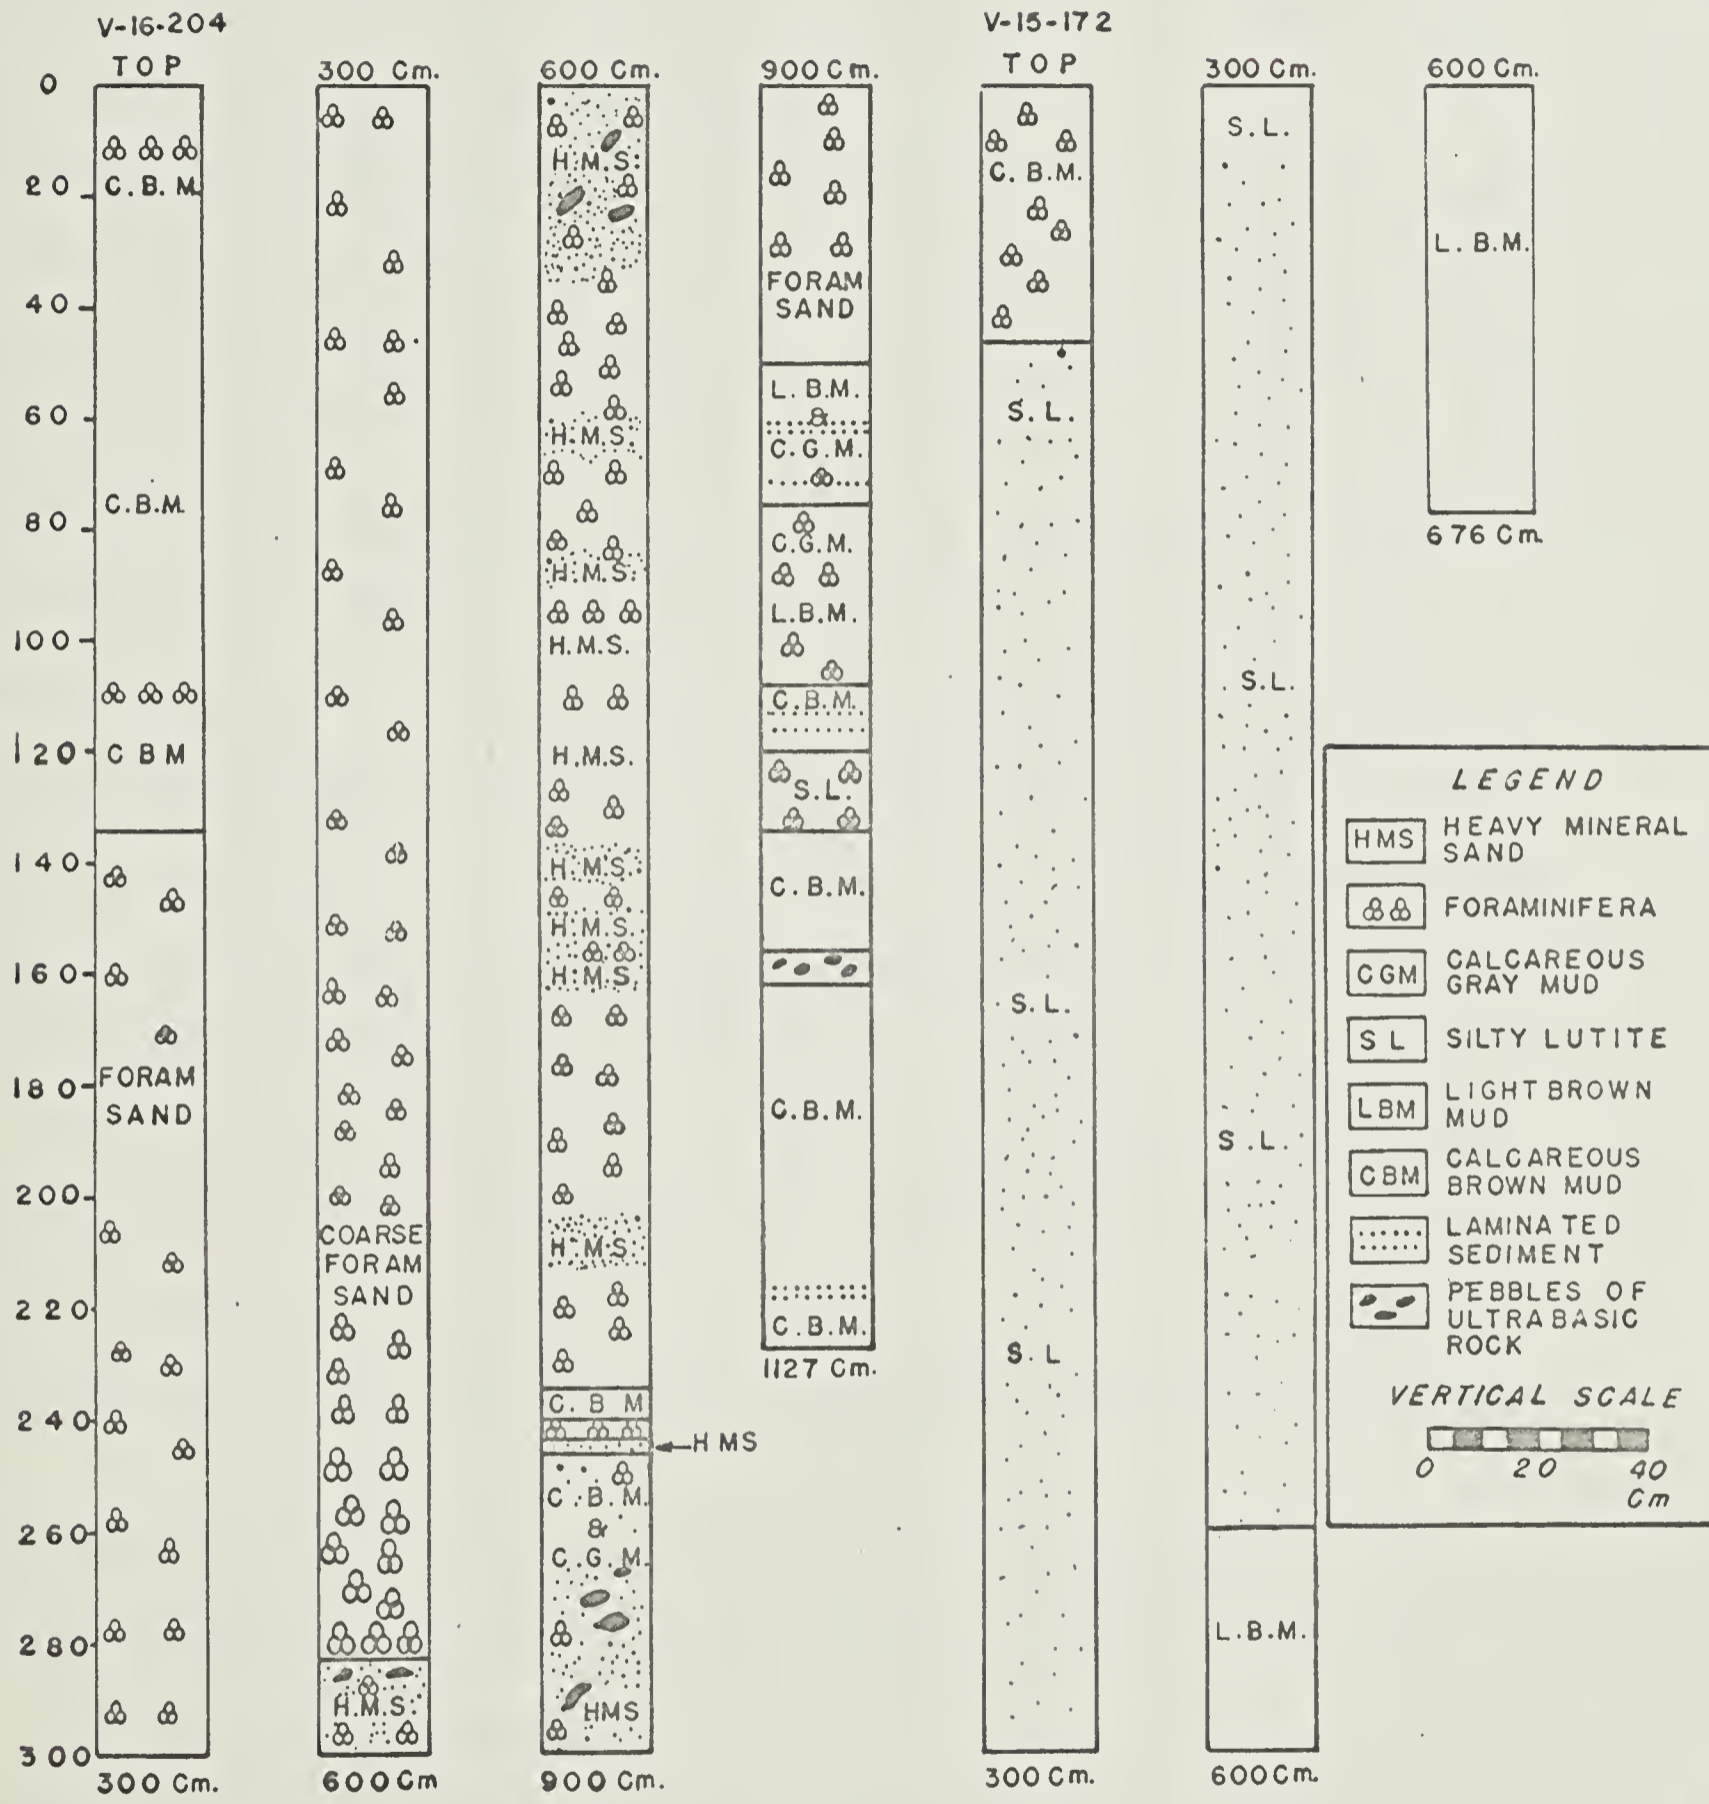 V-16-204
TOP
0
20
40
60
80
100
120
140
160
180
200
220
240
260
280
300
C.B.M.
C.B.M.
C B M
FORAM
SAND
300 Cm.
300 Cm.
COARSE
FORAM
SAND
H.M.S.
600 Cm
600 Cm.
H.M.S.
H.M.S.
H.M.S.
H.M.S.
H.M.S.
H.M.S.
H.M.S.
H.M.S.
H.M.S.
C. B M
HMS
C.B.M.
&
C.G.M.
HMS
900 Cm.
900 Cm.
FORAM
SAND
L.B.M.
&
C.G.M.
C.G.M.
L.B.M.
C.B.M.
S.L.
C.B.M.
C.B.M.
C.B.M.
1127 Cm.
V-15-172
TOP
C.B.M.
S.L.
S.L.
S.L
300 Cm.
300 Cm.
S.L.
S.L.
S.L.
L.B.M.
600 Cm.
600 Cm.
L.B.M.
676 Cm.
LEGEND
HMS HEAVY MINERAL
SAND
FORAMINIFERA
CGM CALCAREOUS
GRAY MUD
S L SILTY LUTITE
LBM LIGHT BROWN
MUD
CBM CALCAREOUS
BROWN MUD
LAMINATED
SEDIMENT
PEBBLES OF
ULTRABASIC
ROCK
VERTICAL SCALE
0 20 40
Cm